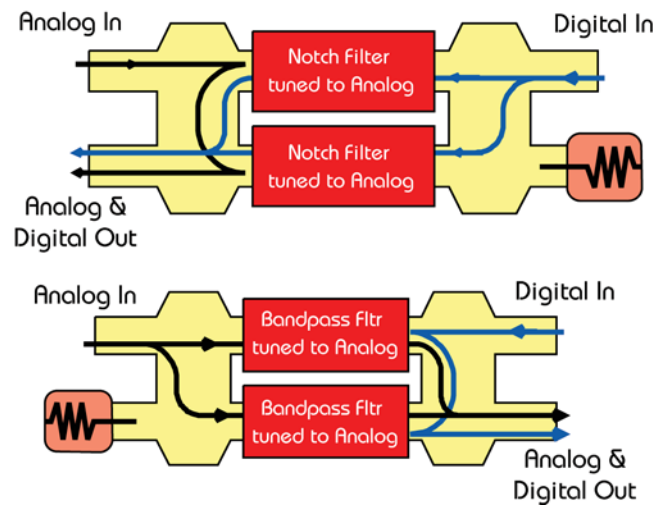 Analog In
Digital In
Notch Filter
tuned to Analog
Notch Filter
tuned to Analog
Analog &
Digital Out
Analog In
Digital In
Bandpass Fltr
tuned to Analog
Bandpass Fltr
tuned to Analog
Analog &
Digital Out